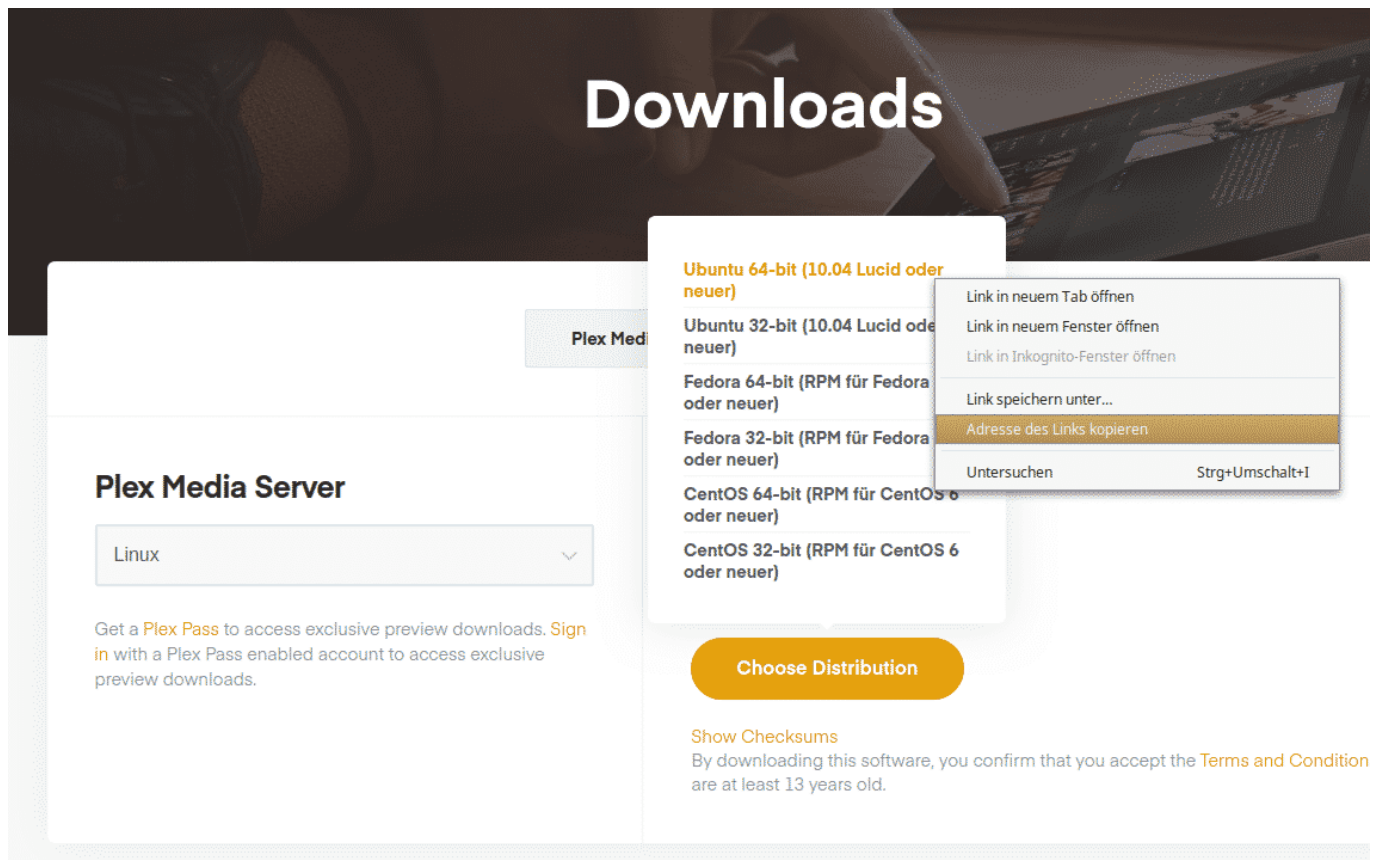 Downloads
Ubuntu 64-bit (10.04 Lucid oder
neuer)
Ubuntu 32-bit (10.04 Lucid ode
neuer)
Fedora 64-bit (RPM für Fedora
oder neuer)
Fedora 32-bit (RPM für Fedora
oder neuer)
CentOS 64-bit (RPM für CentOS 6
oder neuer)
CentOS 32-bit (RPM für CentOS 6
oder neuer)
Link in neuem Tab öffnen
Link in neuem Fenster öffnen
Link in Inkognito-Fenster öffnen
Link speichern unter...
Adresse des Links kopieren
Untersuchen Strg+Umschalt+I
Plex Medi
Plex Media Server
Linux
Get a Plex Pass to access exclusive preview downloads. Sign
in with a Plex Pass enabled account to access exclusive
preview downloads.
Choose Distribution
Show Checksums
By downloading this software, you confirm that you accept the Terms and Condition
are at least 13 years old.